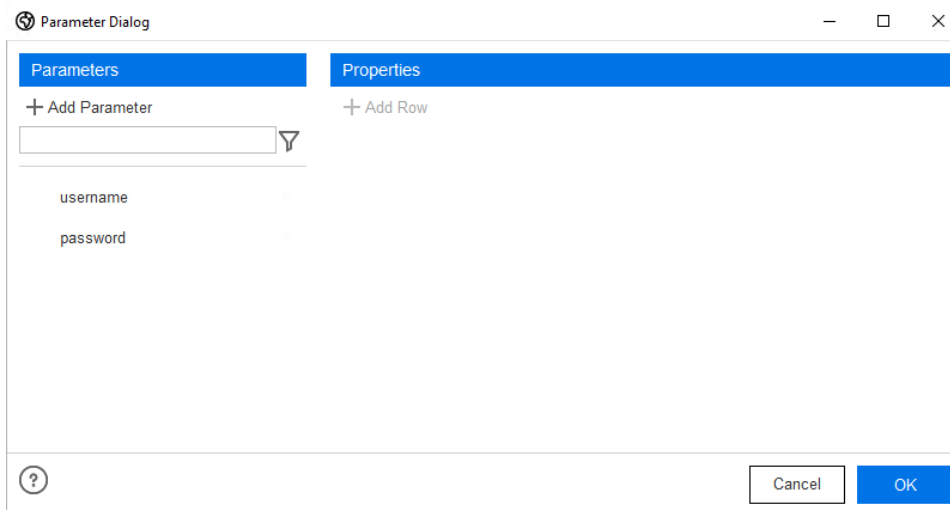 Parameter Dialog
Parameters
Properties
Add Parameter
Add Row
username
password
?
Cancel
OK